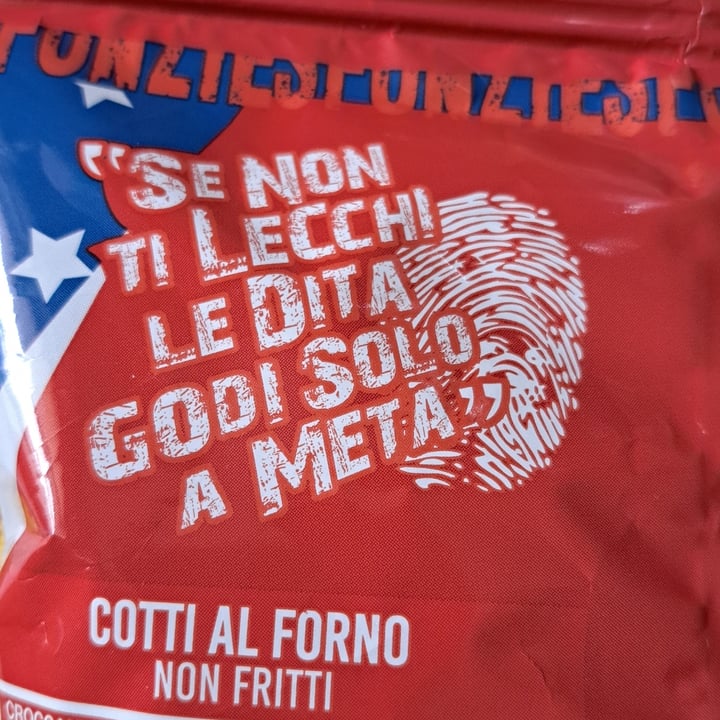 “SE NON
TI LECCHI
LE DITA
GODI SOLO
A METÀ”
COTTI AL FORNO
NON FRITTI